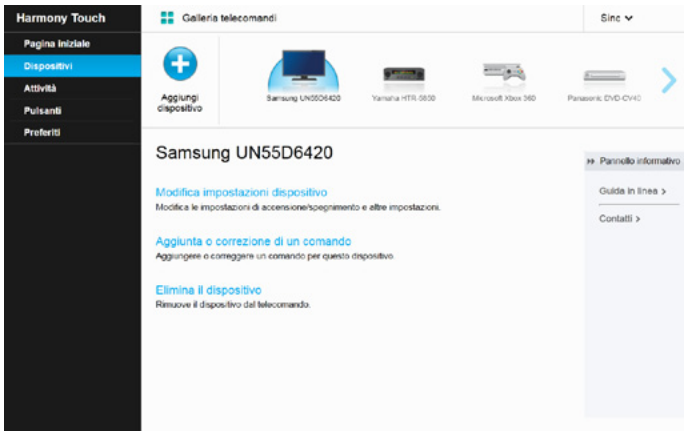 Harmony Touch
Galleria telecomandi
Sinc
Pagina iniziale
Dispositivi
Attività
Pulsanti
Preferiti
Aggiungi
dispositivo
Samsung UN55D6420
Yamaha HTR-5850
Microsoft Xbox 360
Panasonic DVD-CV40
Samsung UN55D6420
Modifica impostazioni dispositivo
Modifica le impostazioni di accensione/spegnimento e altre impostazioni.
Aggiunta o correzione di un comando
Aggiungere o correggere un comando per questo dispositivo.
Elimina il dispositivo
Rimuove il dispositivo dal telecomando.
Pannello informativo
Guida in linea >
Contatti >